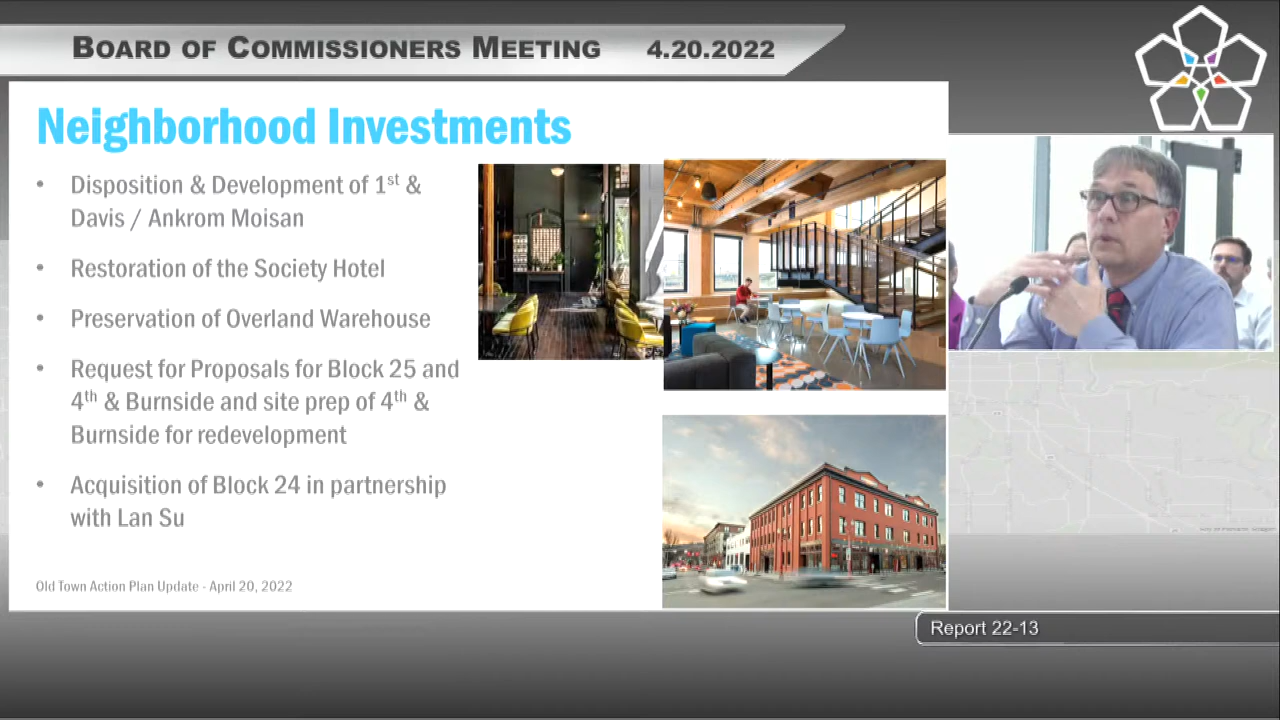 BOARD OF COMMISSIONERS MEETING 4.20.2022
Neighborhood Investments
• Disposition & Development of 1st &
Davis / Ankrom Moisan
• Restoration of the Society Hotel
• Preservation of Overland Warehouse
• Request for Proposals for Block 25 and
4th & Burnside and site prep of 4th &
Burnside for redevelopment
• Acquisition of Block 24 in partnership
with Lan Su
Old Town Action Plan Update - April 20, 2022
Report 22-13